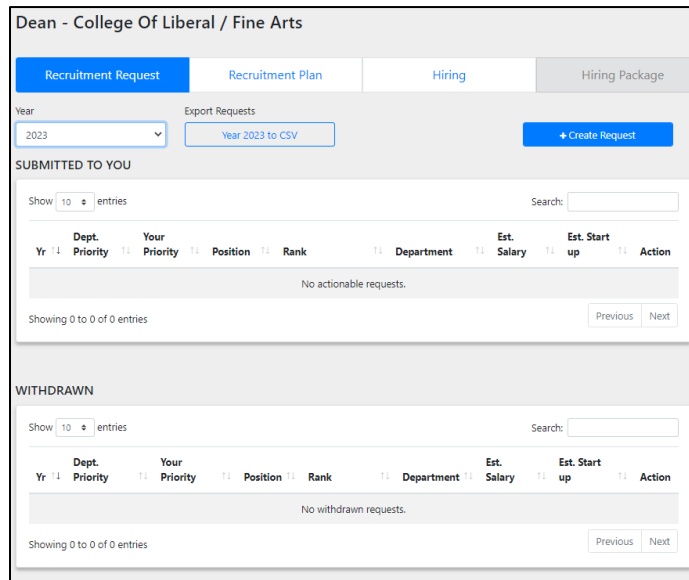 Dean - College Of Liberal / Fine Arts
Recruitment Request Recruitment Plan Hiring Hiring Package
Year Export Requests
2023 Year 2023 to CSV + Create Request
SUBMITTED TO YOU
Show 10 entries Search:
Yr Dept. Priority Your Priority Position Rank Department Est. Salary Est. Start up Action
No actionable requests.
Showing 0 to 0 of 0 entries Previous Next
WITHDRAWN
Show 10 entries Search:
Yr Dept. Priority Your Priority Position Rank Department Est. Salary Est. Start up Action
No withdrawn requests.
Showing 0 to 0 of 0 entries Previous Next